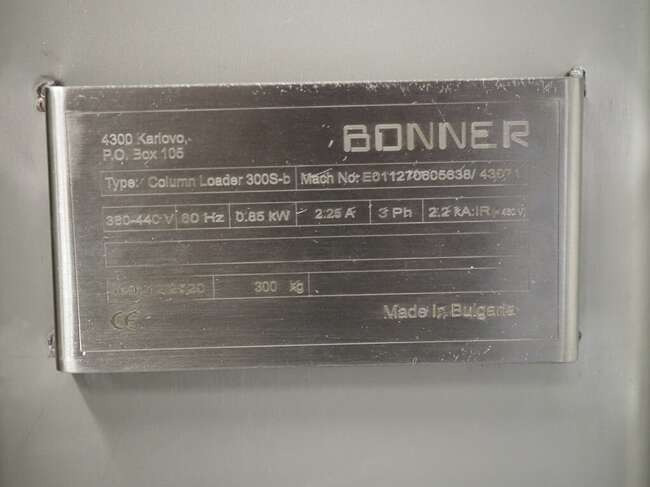 BONNER
4300 Karlovo,
P.O. Box 105
Type: Column Loader 300S-b Mach No: E011270605638/ 43071
380-440 V 60 Hz 0.85 kW 2.25 A 3 Ph 2.2 kA:IR
300 kg
CE
Made In Bulgaria